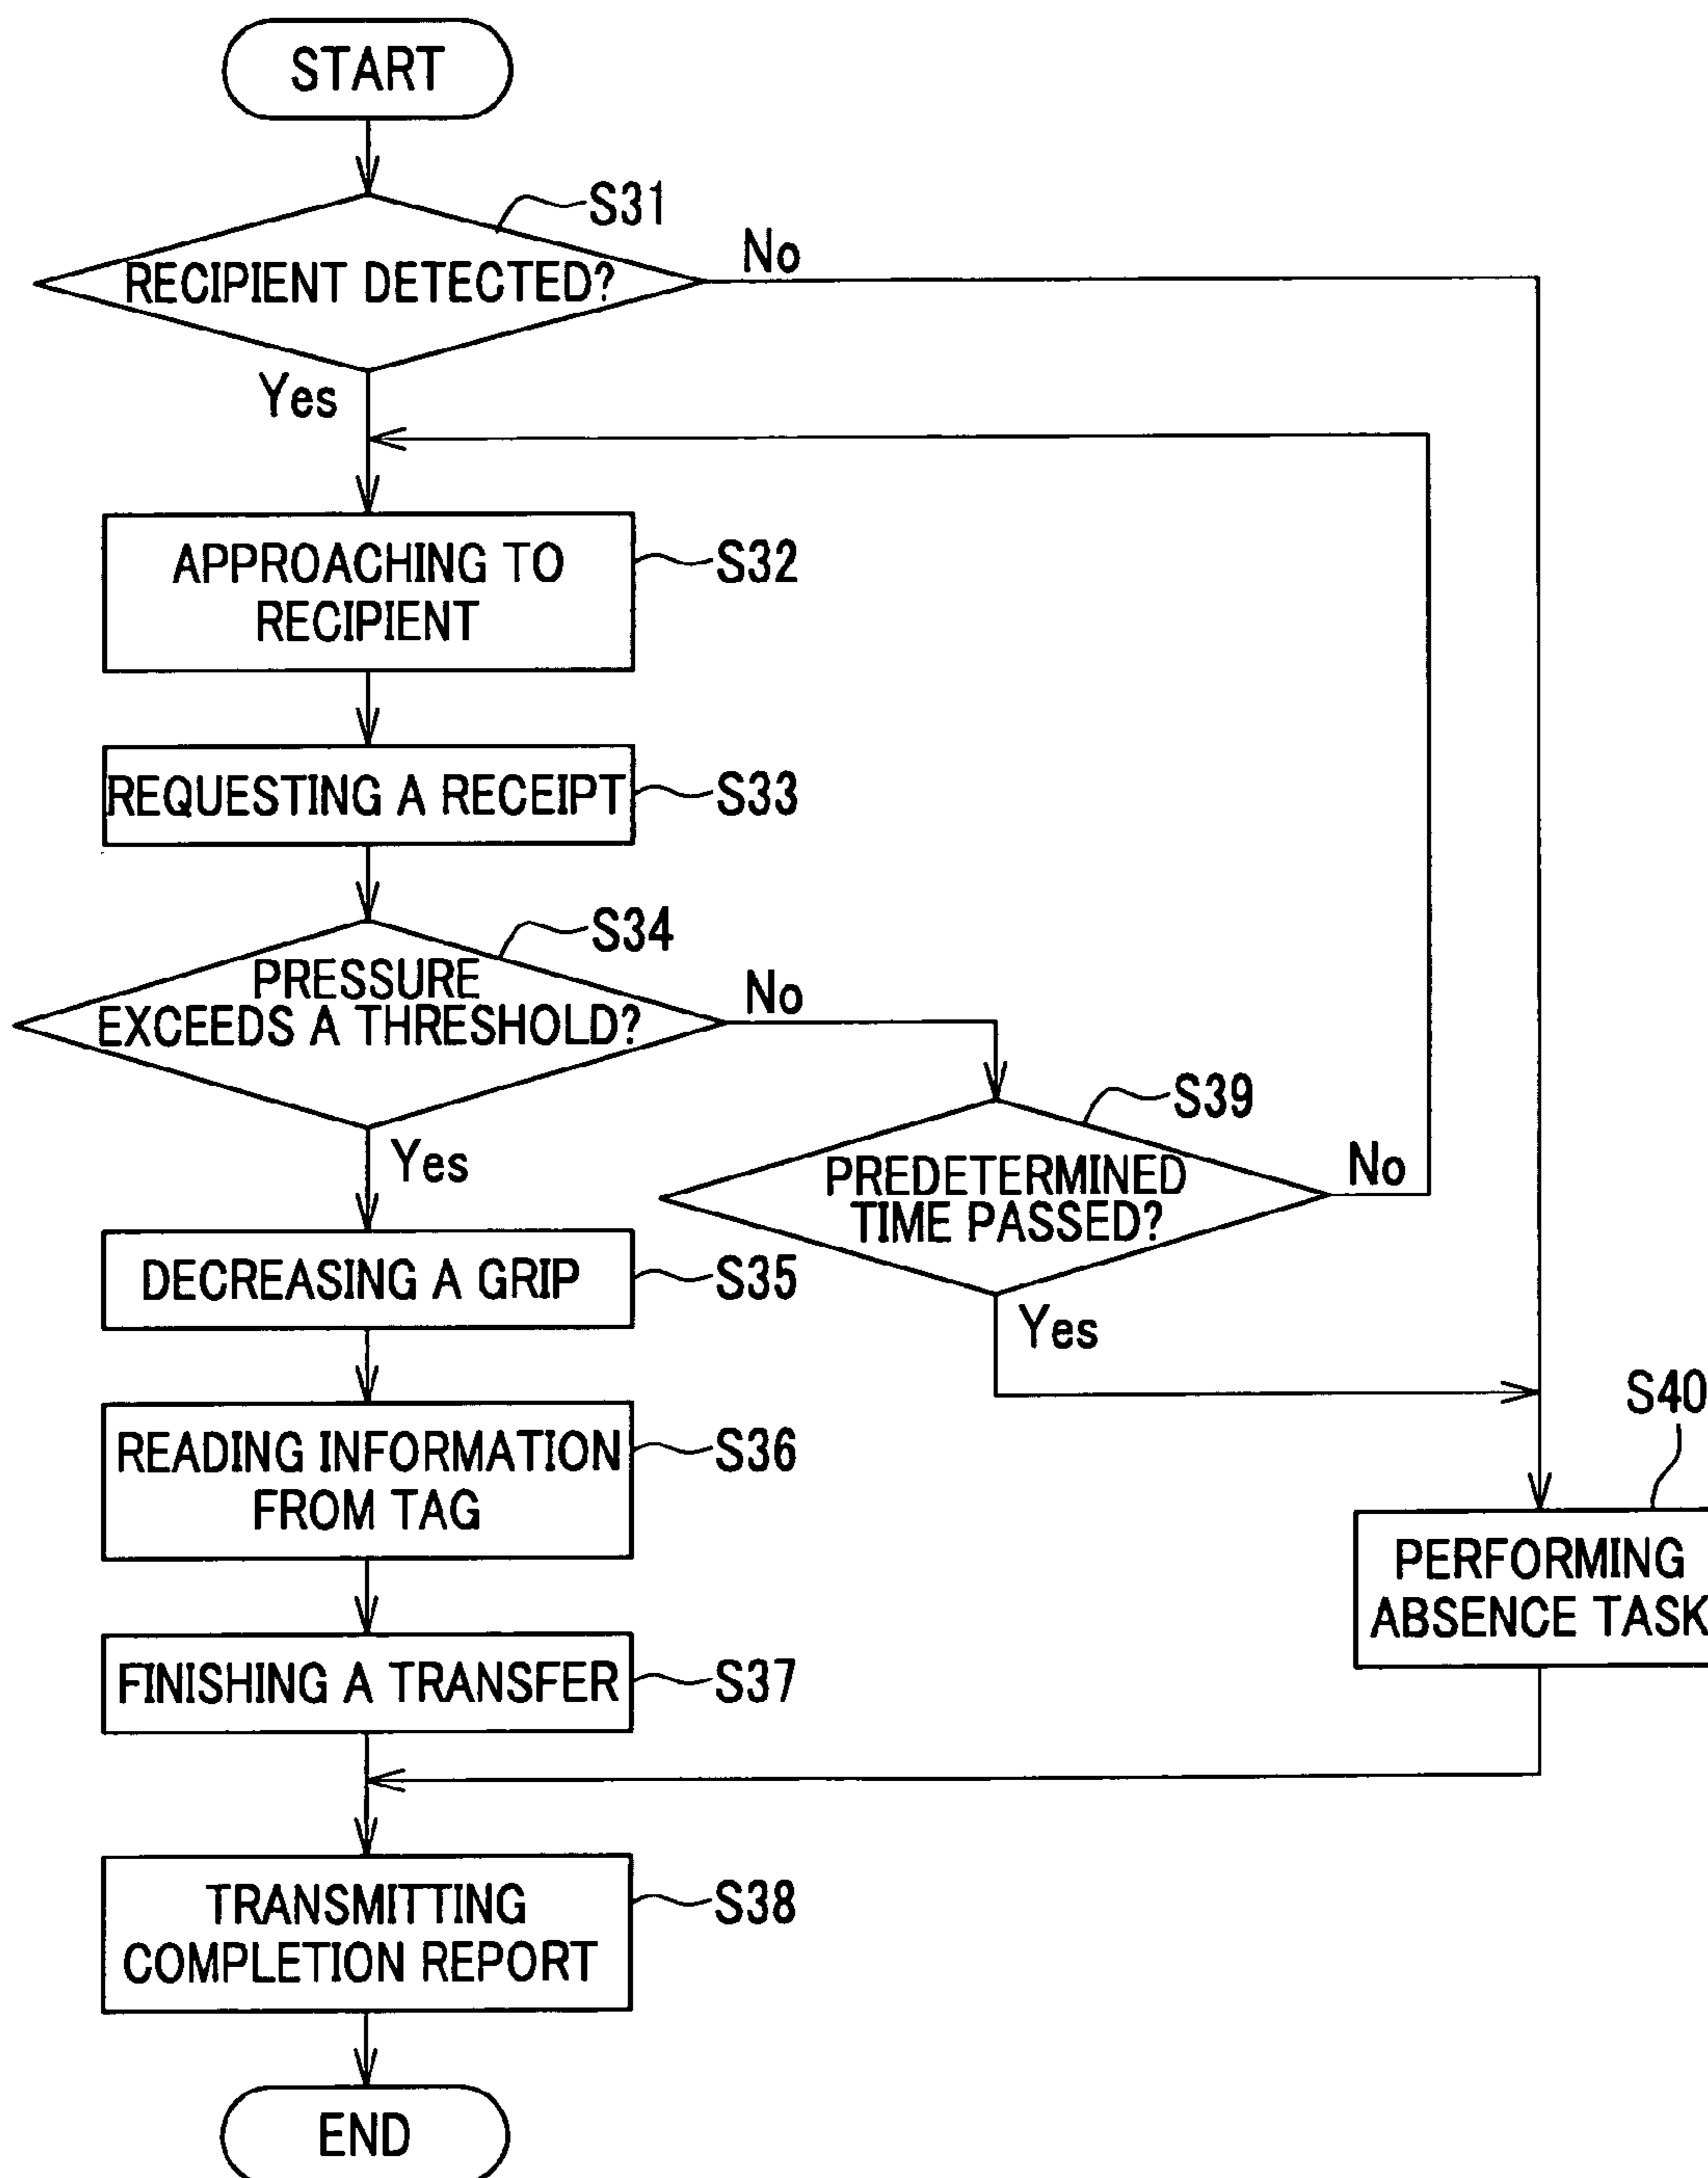 START
S31
RECIPIENT DETECTED?
No
Yes
APPROACHING TO
RECIPIENT
S32
REQUESTING A RECEIPT
S33
S34
PRESSURE
EXCEEDS A THRESHOLD?
No
Yes
S39
PREDETERMINED
TIME PASSED?
No
Yes
DECREASING A GRIP
S35
READING INFORMATION
FROM TAG
S36
S40
PERFORMING
ABSENCE TASK
FINISHING A TRANSFER
S37
TRANSMITTING
COMPLETION REPORT
S38
END